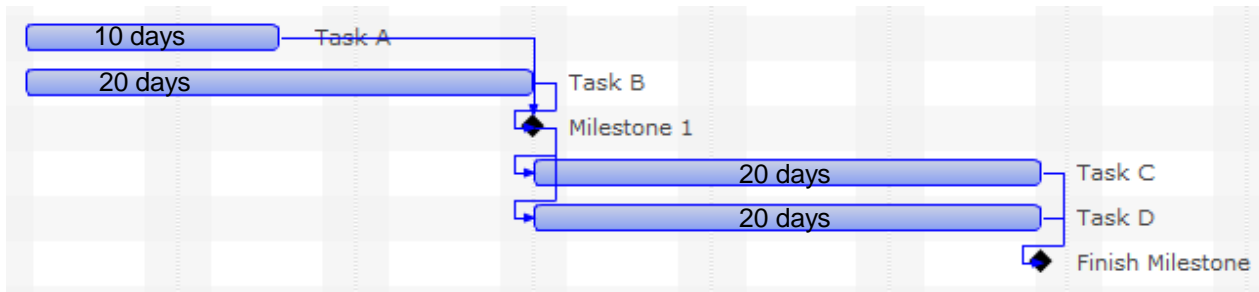 10 days Task A
20 days Task B
Milestone 1
20 days Task C
20 days Task D
Finish Milestone